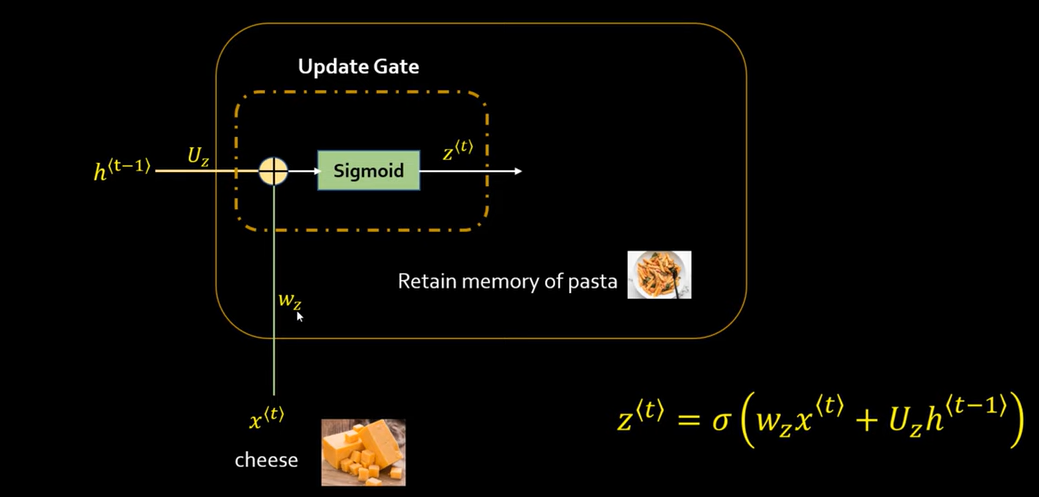 Update Gate
h⟨t−1⟩
U_z
Sigmoid
z⟨t⟩
Retain memory of pasta
w_z
x⟨t⟩
cheese
z⟨t⟩ = σ(w_z x⟨t⟩ + U_z h⟨t−1⟩)